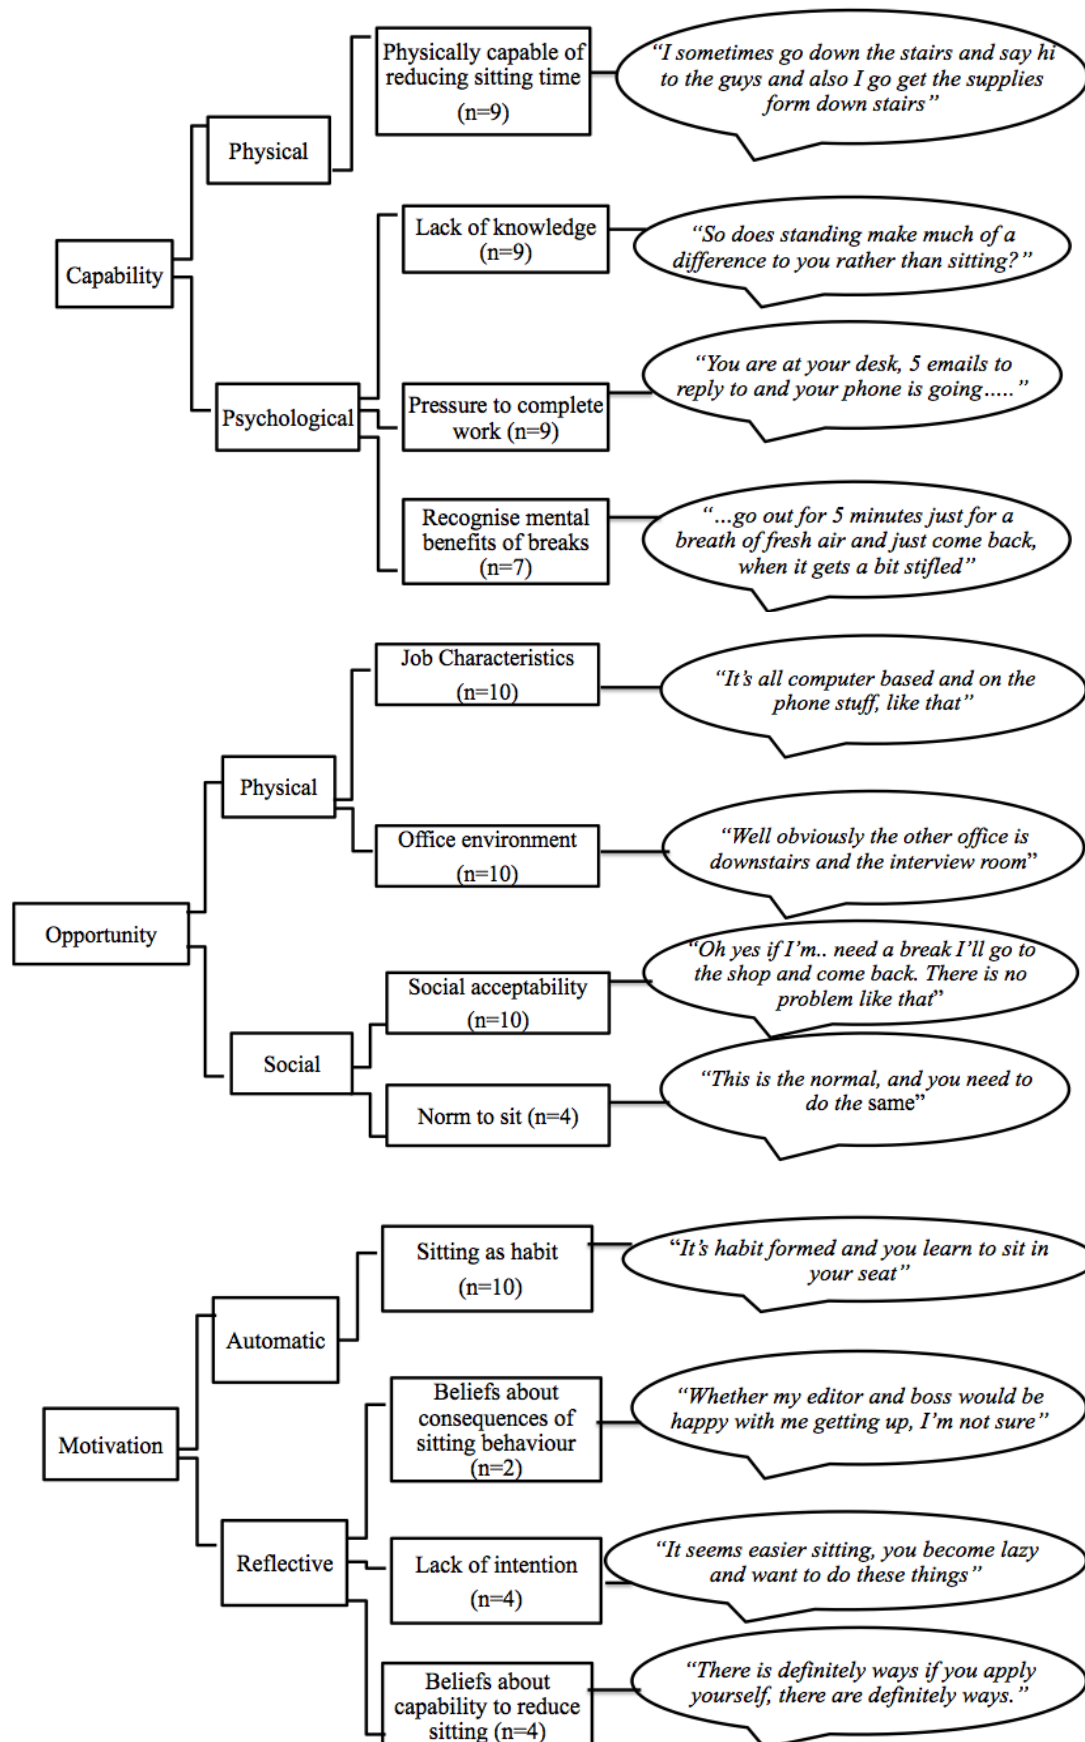 Physically capable of
reducing sitting time
(n=9)
“I sometimes go down the stairs and say hi
to the guys and also I go get the supplies
form down stairs”
Physical
Capability
Lack of knowledge
(n=9)
“So does standing make much of a
difference to you rather than sitting?”
Psychological
Pressure to complete
work (n=9)
“You are at your desk, 5 emails to
reply to and your phone is going.....”
Recognise mental
benefits of breaks
(n=7)
“...go out for 5 minutes just for a
breath of fresh air and just come back,
when it gets a bit stifled”
Job Characteristics
(n=10)
“It’s all computer based and on the
phone stuff, like that”
Physical
Office environment
(n=10)
“Well obviously the other office is
downstairs and the interview room”
Opportunity
Social acceptability
(n=10)
“Oh yes if I’m.. need a break I’ll go to
the shop and come back. There is no
problem like that”
Social
Norm to sit (n=4)
“This is the normal, and you need to
do the same”
Sitting as habit
(n=10)
“It’s habit formed and you learn to sit in
your seat”
Automatic
Motivation
Beliefs about
consequences of
sitting behaviour
(n=2)
“Whether my editor and boss would be
happy with me getting up, I’m not sure”
Reflective
Lack of intention
(n=4)
“It seems easier sitting, you become lazy
and want to do these things”
Beliefs about
capability to reduce
sitting (n=4)
“There is definitely ways if you apply
yourself, there are definitely ways.”